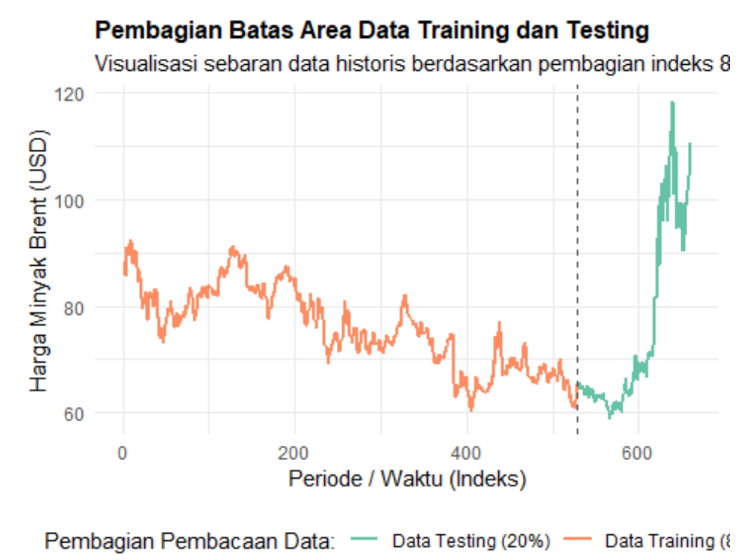 Pembagian Batas Area Data Training dan Testing
Visualisasi sebaran data historis berdasarkan pembagian indeks 8
120
100
80
60
Harga Minyak Brent (USD)
0 200 400 600
Periode / Waktu (Indeks)
Pembagian Pembacaan Data: Data Testing (20%) Data Training (8